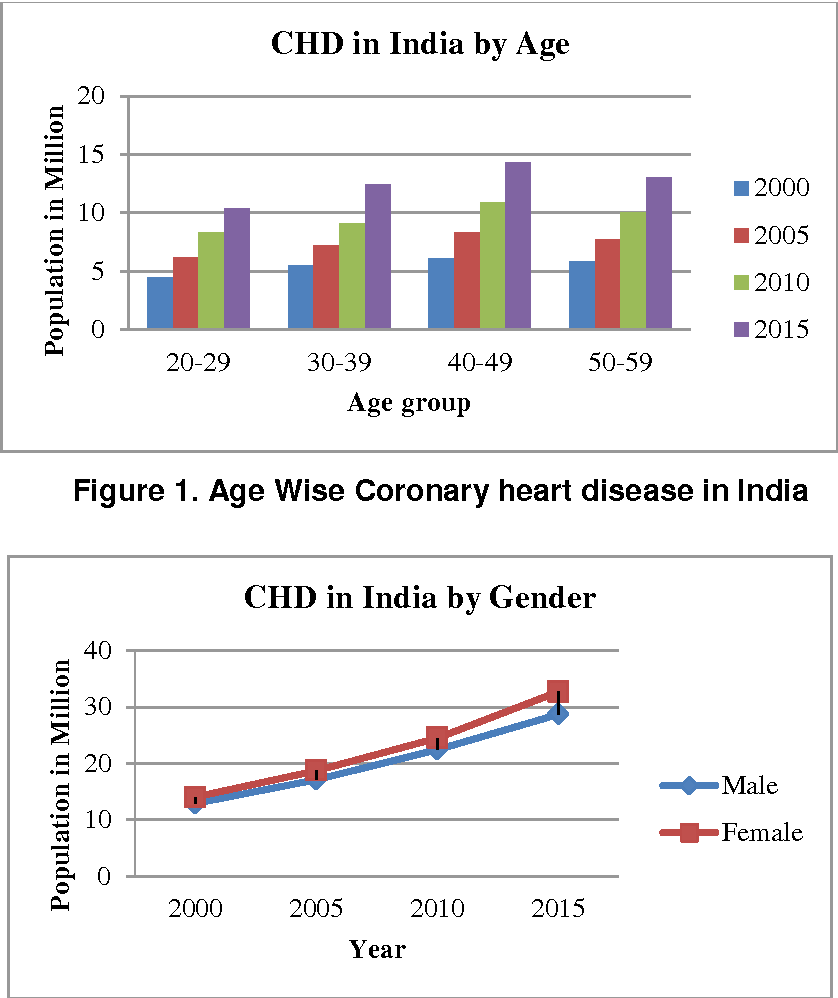 CHD in India by Age
Population in Million
20
15
10
5
0
20-29 30-39 40-49 50-59
Age group
2000
2005
2010
2015
Figure 1. Age Wise Coronary heart disease in India
CHD in India by Gender
Population in Million
40
30
20
10
0
2000 2005 2010 2015
Year
Male
Female